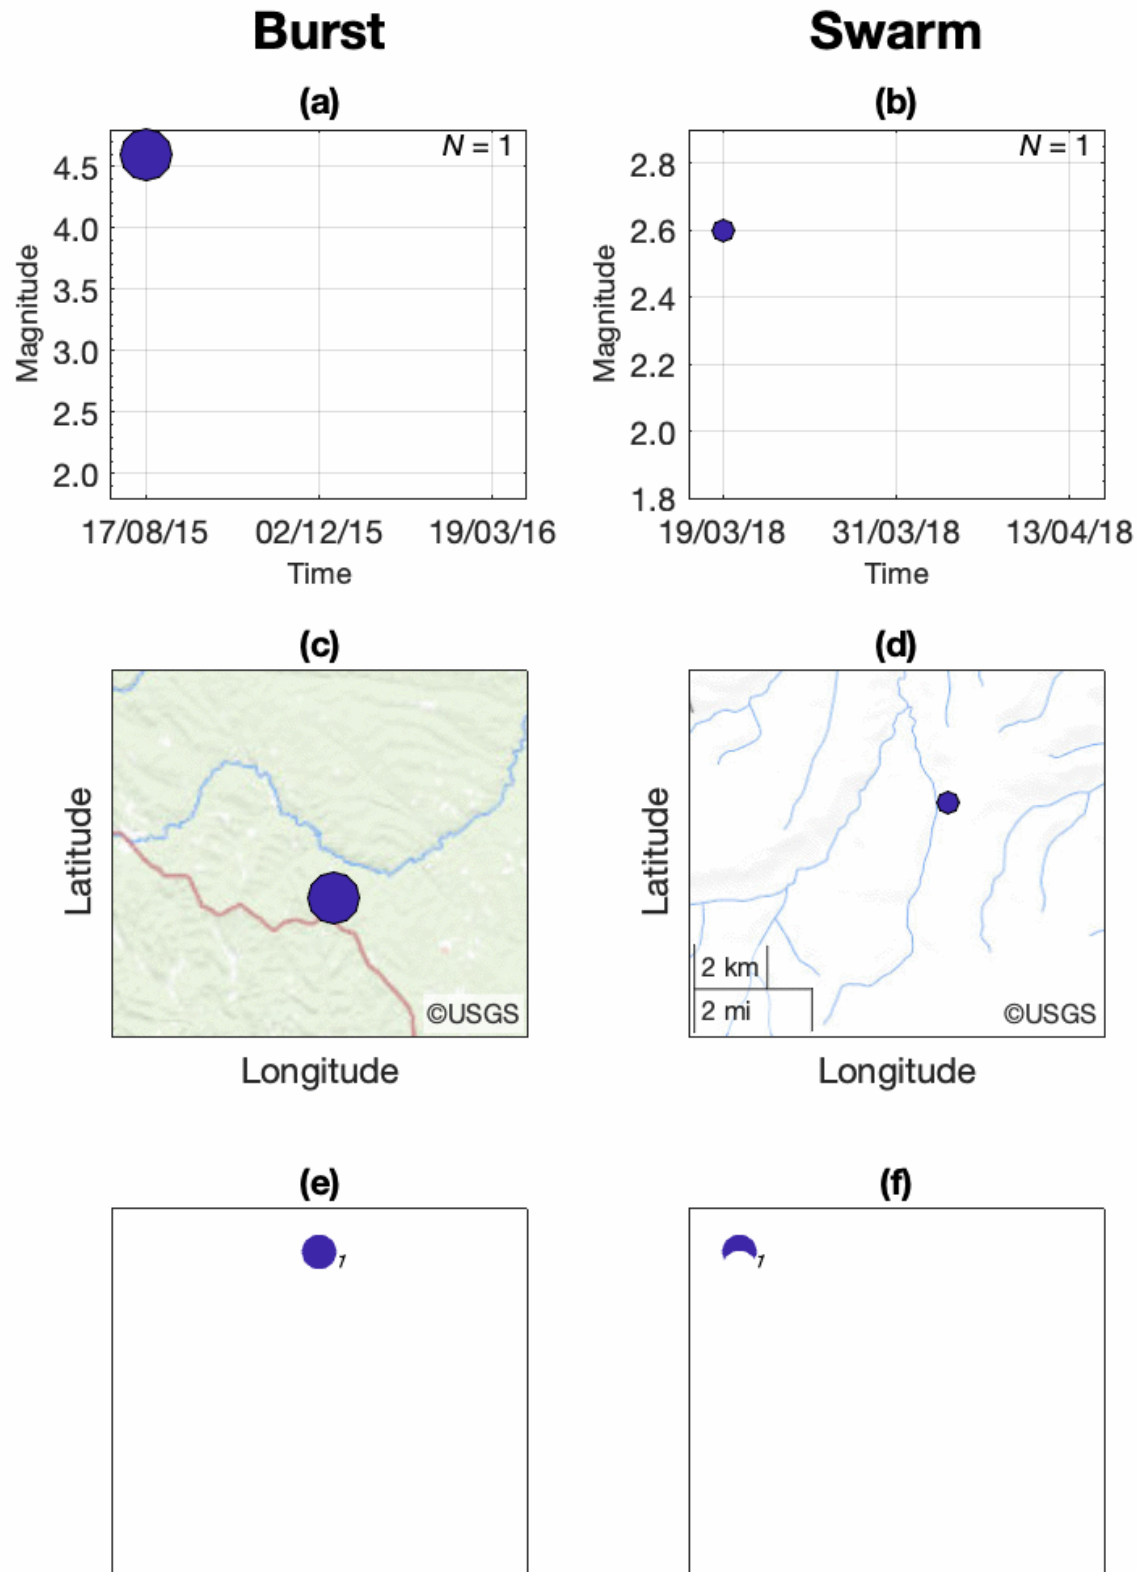 Burst
Swarm
(a)
(b)
N = 1
4.5
4.0
3.5
3.0
2.5
2.0
Magnitude
17/08/15 02/12/15 19/03/16
Time
N = 1
2.8
2.6
2.4
2.2
2.0
1.8
Magnitude
19/03/18 31/03/18 13/04/18
Time
(c)
(d)
Latitude
©USGS
Longitude
Latitude
2 km
2 mi
©USGS
Longitude
(e)
(f)
1
1